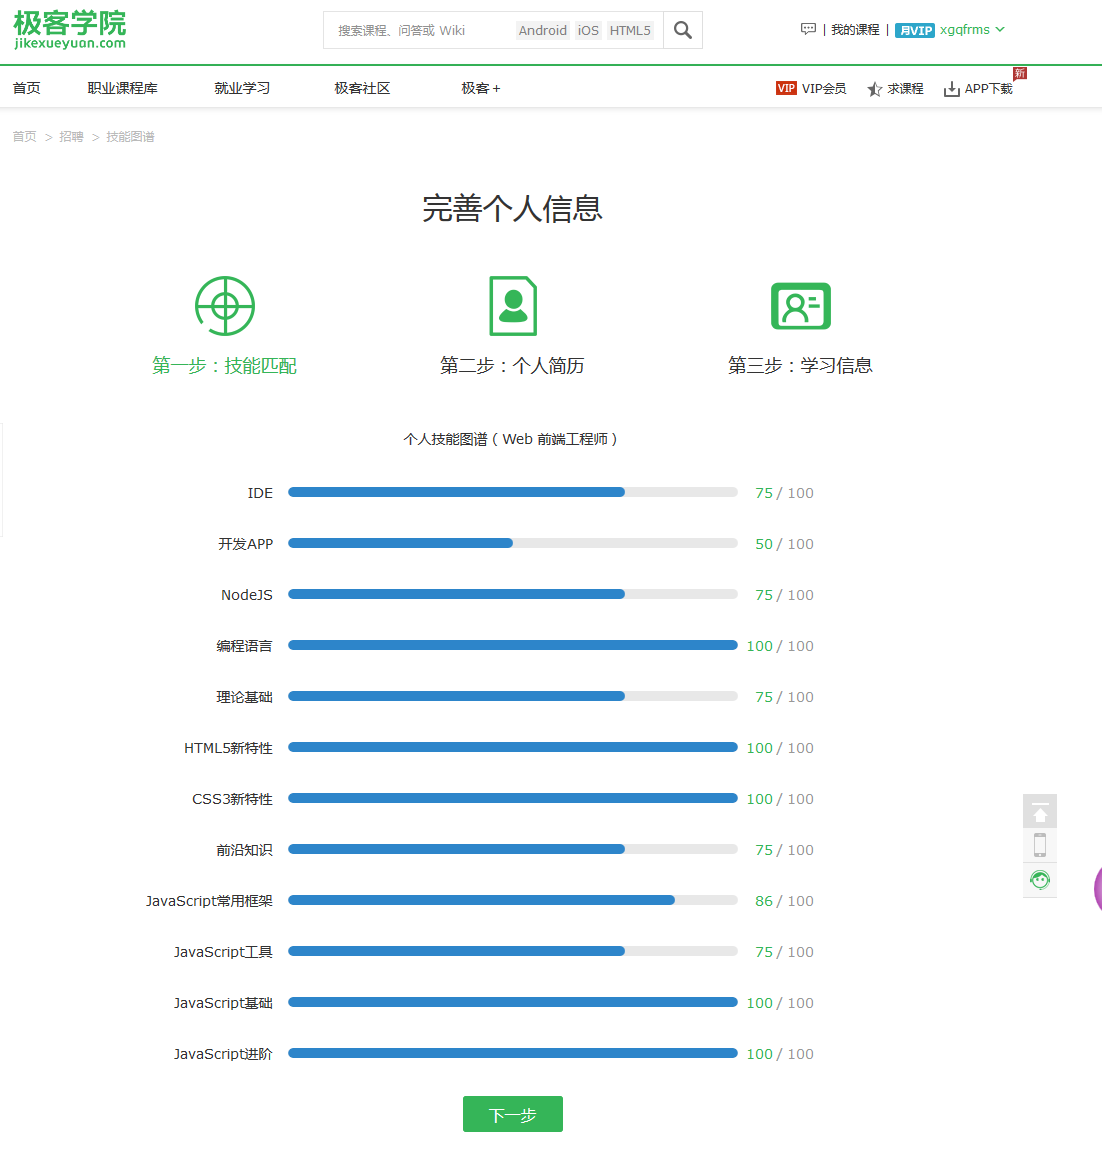 极客学院
jikexueyuan.com
搜索课程、问答或 Wiki Android iOS HTML5
我的课程 | 月VIP xgqfrms
首页 职业课程库 就业学习 极客社区 极客+ VIP VIP会员 求课程 APP下载 新
首页 > 招聘 > 技能图谱
完善个人信息
第一步：技能匹配 第二步：个人简历 第三步：学习信息
个人技能图谱（Web 前端工程师）
IDE 75 / 100
开发APP 50 / 100
NodeJS 75 / 100
编程语言 100 / 100
理论基础 75 / 100
HTML5新特性 100 / 100
CSS3新特性 100 / 100
前沿知识 75 / 100
JavaScript常用框架 86 / 100
JavaScript工具 75 / 100
JavaScript基础 100 / 100
JavaScript进阶 100 / 100
下一步